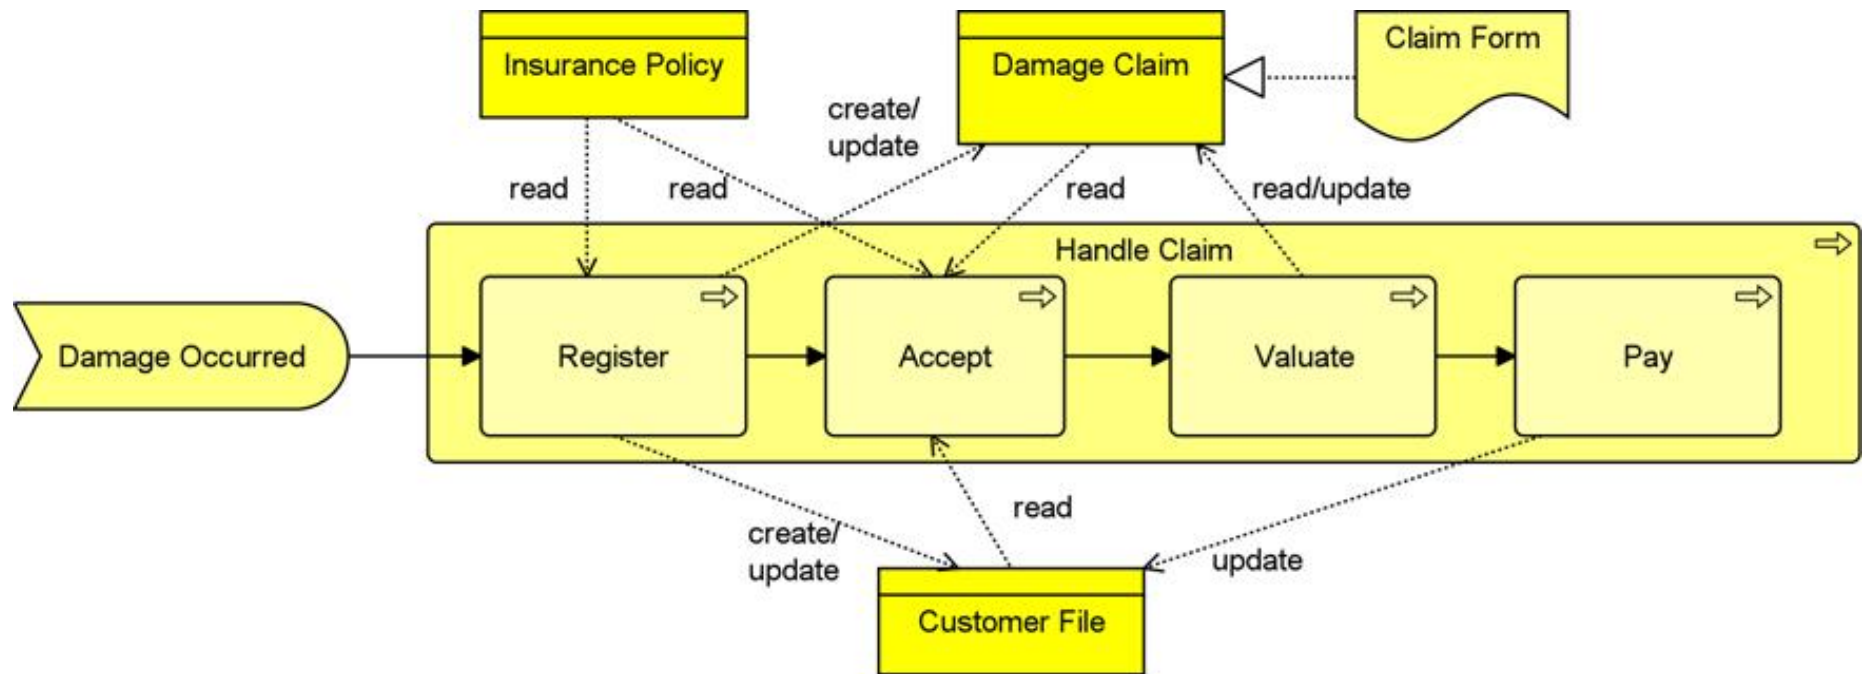 Insurance Policy
Damage Claim
Claim Form
create/
update
read
read
read
read/update
Handle Claim
Damage Occurred
Register
Accept
Valuate
Pay
read
create/
update
update
Customer File